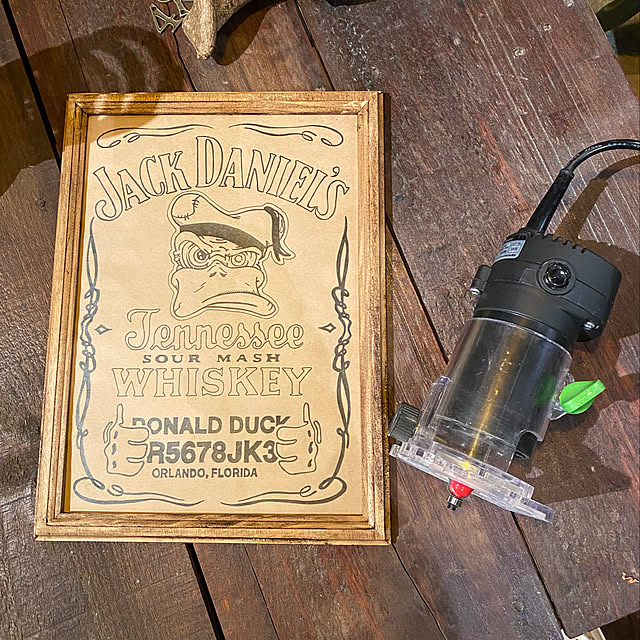 JACK DANIEL'S
Tennessee
SOUR MASH
WHISKEY
DONALD DUCK
R5678JK3
ORLANDO, FLORIDA